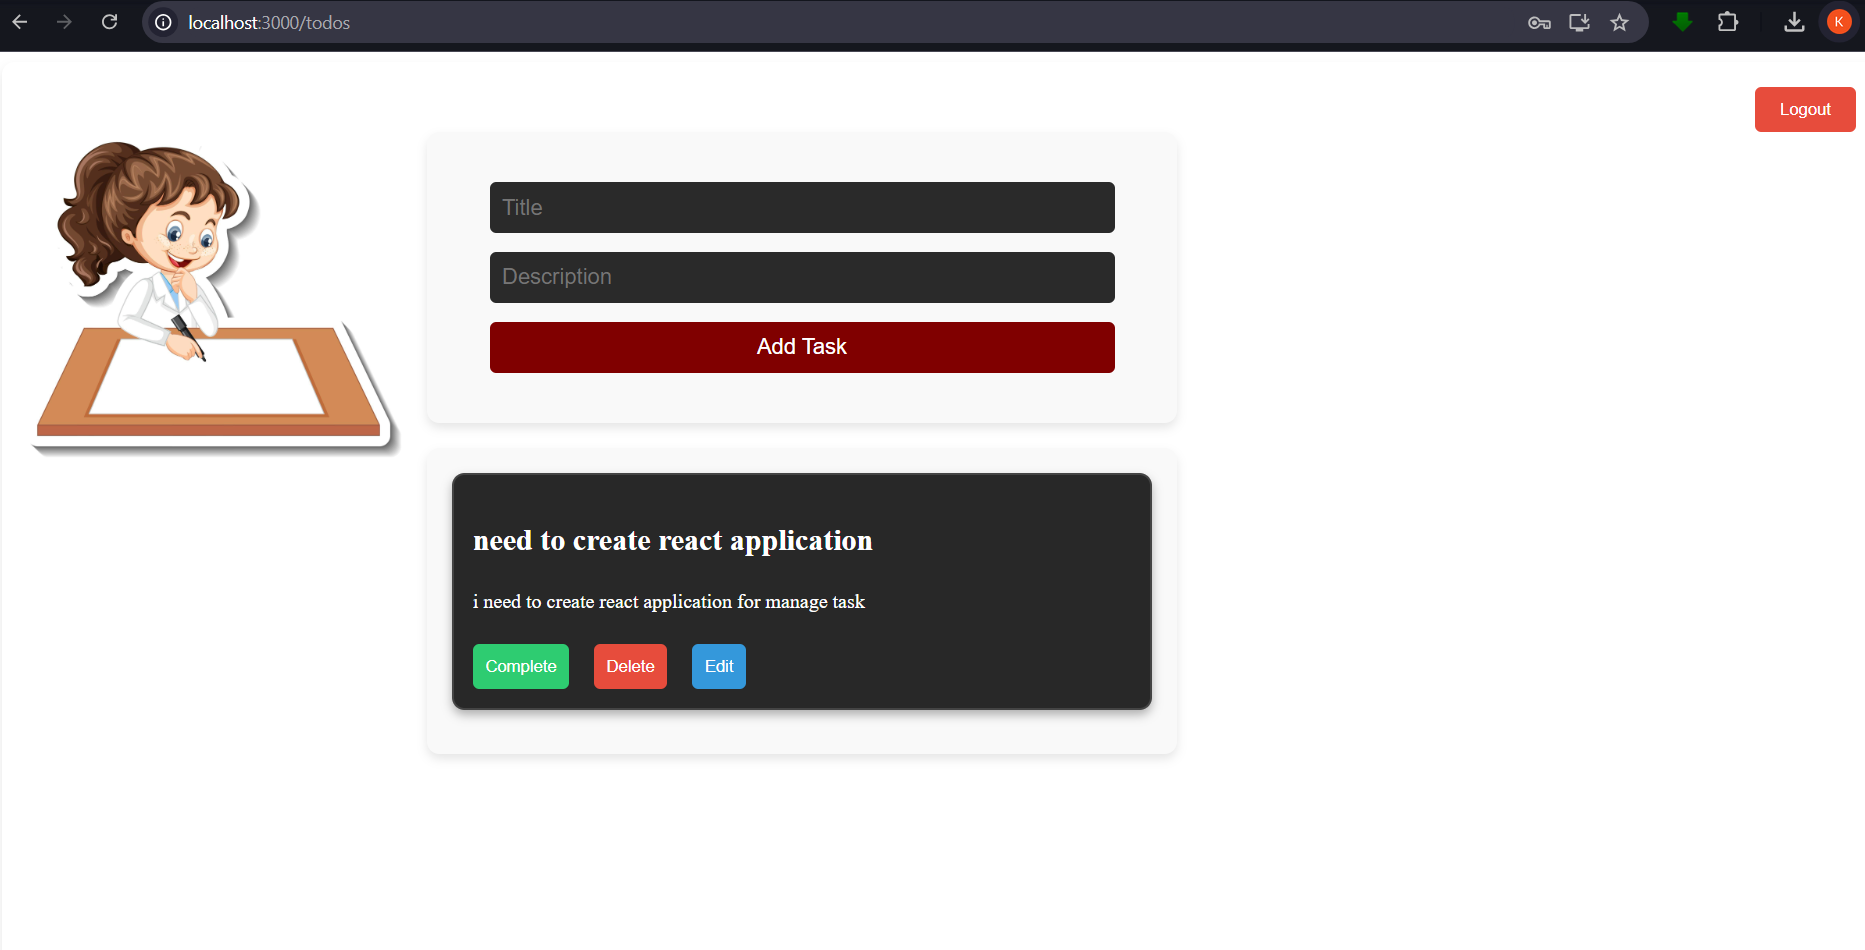 localhost:3000/todos
K
Logout
Title
Description
Add Task
need to create react application
i need to create react application for manage task
Complete
Delete
Edit